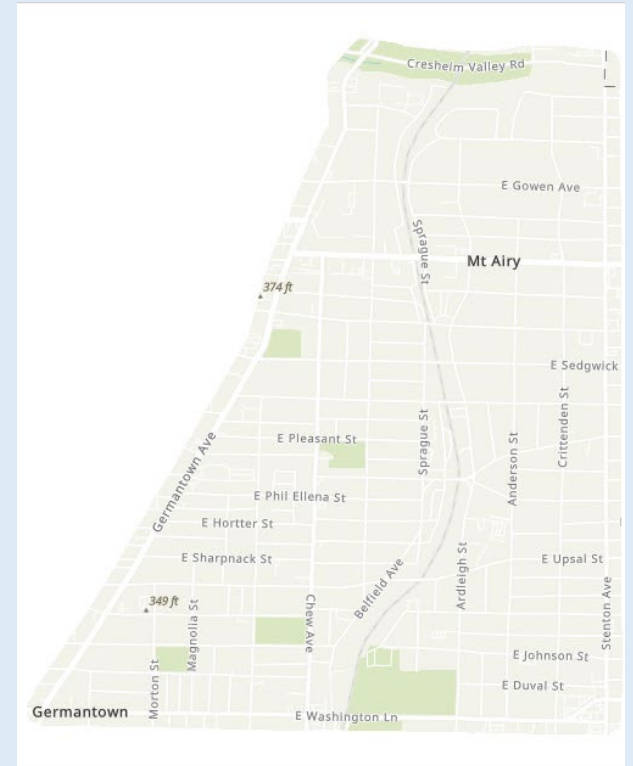 Cresheim Valley Rd
E Gowen Ave
Sprague St
Mt Airy
374 ft
E Sedgwick
Crittenden St
Sprague St
Anderson St
E Pleasant St
Germantown Ave
E Phil Ellena St
E Hortter St
E Sharpnack St
E Upsal St
Ardleigh St
Belfield Ave
Stenton Ave
349 ft
Magnolia St
Chew Ave
Morton St
E Johnson St
E Duval St
Germantown
E Washington Ln